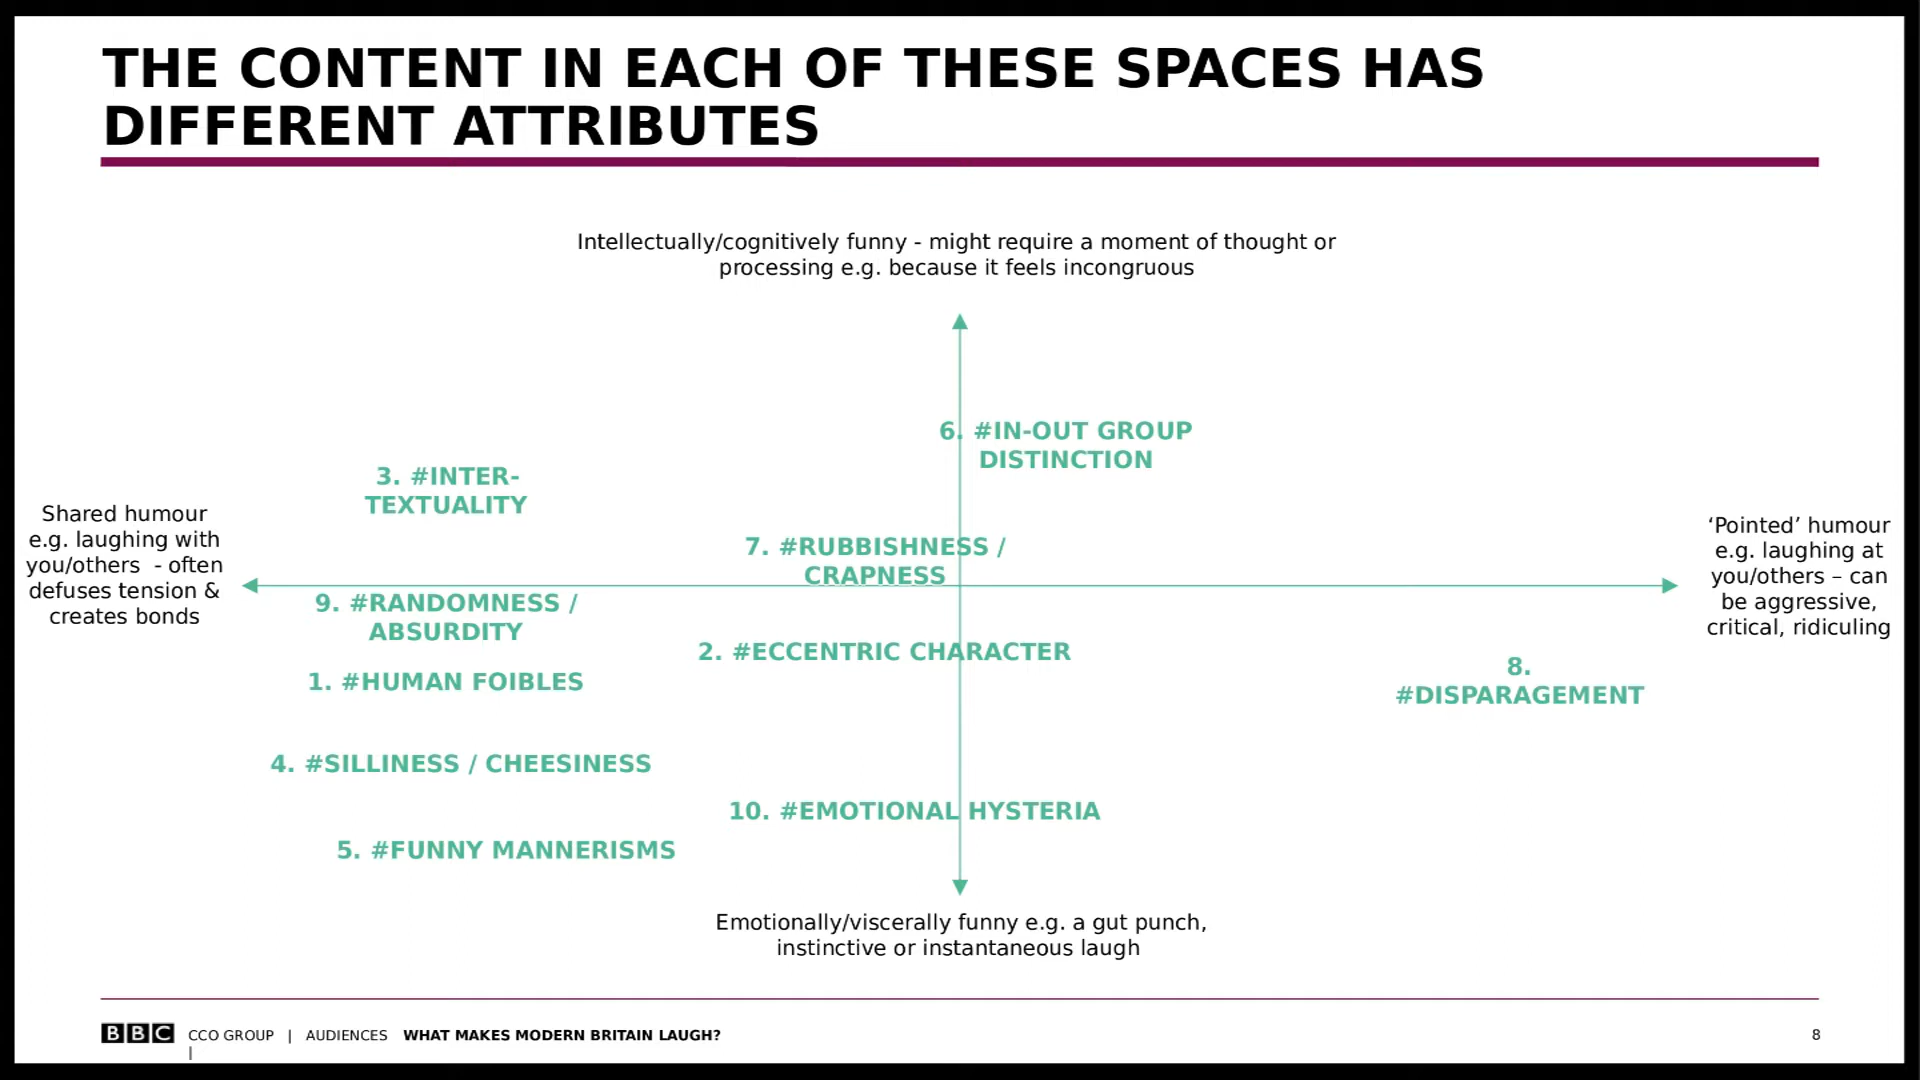 THE CONTENT IN EACH OF THESE SPACES HAS
DIFFERENT ATTRIBUTES
Intellectually/cognitively funny - might require a moment of thought or
processing e.g. because it feels incongruous
6. #IN-OUT GROUP
DISTINCTION
3. #INTER-
TEXTUALITY
Shared humour
e.g. laughing with
you/others  - often
defuses tension &
creates bonds
7. #RUBBISHNESS /
CRAPNESS
‘Pointed’ humour
e.g. laughing at
you/others – can
be aggressive,
critical, ridiculing
9. #RANDOMNESS /
ABSURDITY
2. #ECCENTRIC CHARACTER
8.
#DISPARAGEMENT
1. #HUMAN FOIBLES
4. #SILLINESS / CHEESINESS
10. #EMOTIONAL HYSTERIA
5. #FUNNY MANNERISMS
Emotionally/viscerally funny e.g. a gut punch,
instinctive or instantaneous laugh
BBC CCO GROUP | AUDIENCES WHAT MAKES MODERN BRITAIN LAUGH? 8
|